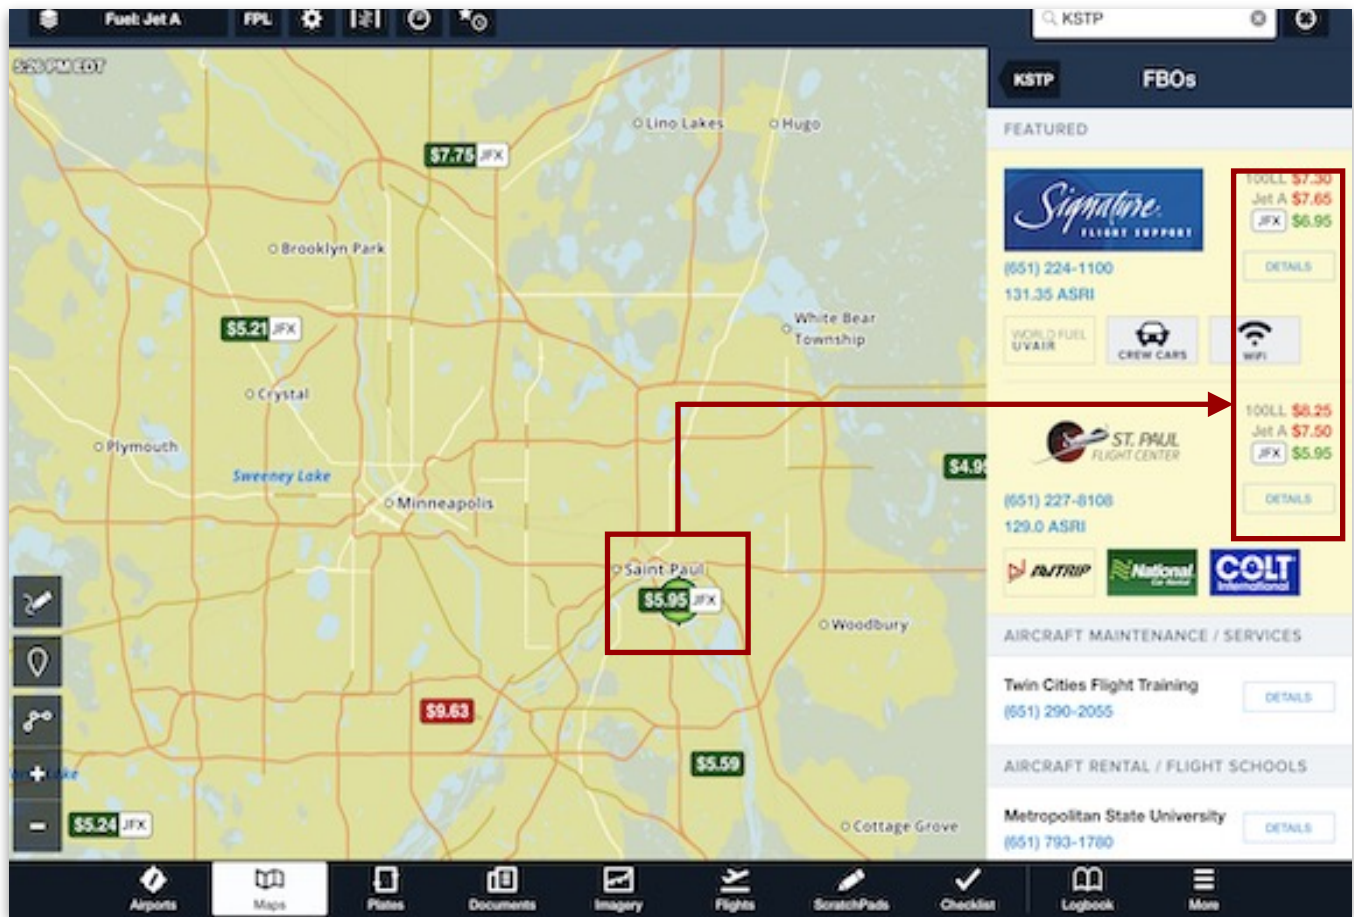 Fuel: Jet A
FPL
KSTP
5:26 PM EDT
KSTP
FBOs
FEATURED
Signature
FLIGHT SUPPORT
100LL $7.30
Jet A $7.65
JFX $6.95
DETAILS
(651) 224-1100
131.35 ASRI
WORLD FUEL
UVAIR
CREW CARS
WiFi
ST. PAUL
FLIGHT CENTER
100LL $8.25
Jet A $7.50
JFX $5.95
DETAILS
(651) 227-8108
129.0 ASRI
AVTRIP
National
Car Rental
COLT
International
AIRCRAFT MAINTENANCE / SERVICES
Twin Cities Flight Training
(651) 290-2055
DETAILS
AIRCRAFT RENTAL / FLIGHT SCHOOLS
Metropolitan State University
(651) 793-1780
DETAILS
Lino Lakes
Hugo
$7.75 JFX
Brooklyn Park
$5.21 JFX
White Bear
Township
Crystal
Plymouth
Sweeney Lake
$4.95
Minneapolis
Saint Paul
$5.95 JFX
Woodbury
$9.63
$5.59
$5.24 JFX
Cottage Grove
Airports
Maps
Plates
Documents
Imagery
Flights
ScratchPads
Checklist
Logbook
More